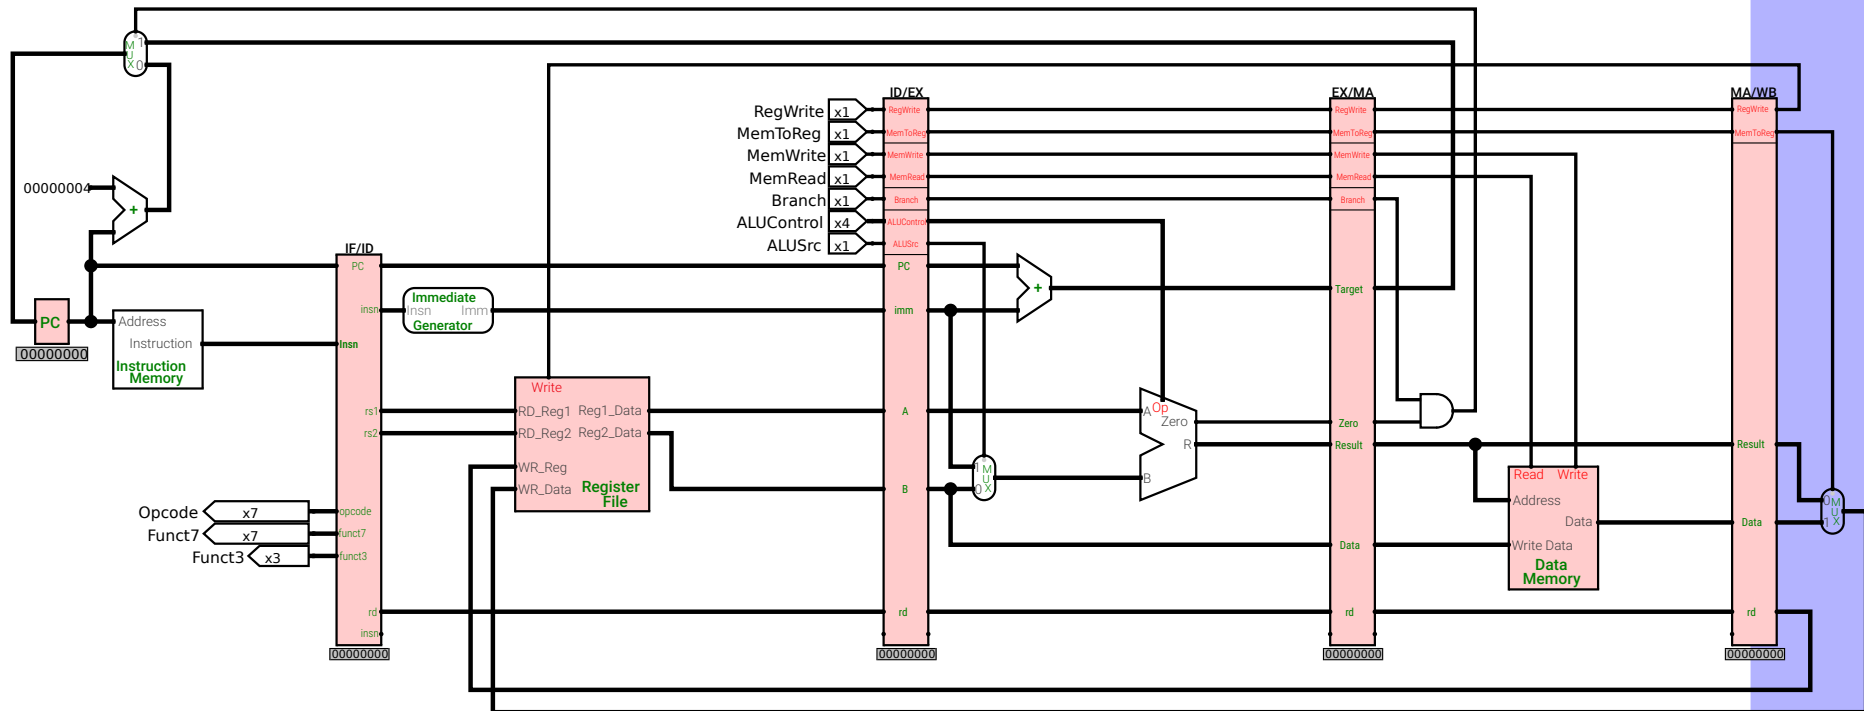 MUX
1
0
ID/EX
EX/MA
MA/WB
RegWrite x1 RegWrite RegWrite RegWrite
MemToReg x1 MemToReg MemToReg MemToReg
MemWrite x1 MemWrite MemWrite
MemRead x1 MemRead MemRead
Branch x1 Branch Branch
ALUControl x4 ALUControl
ALUSrc x1 ALUSrc
00000004
+
IF/ID
PC PC
+
Target
PC
00000000
Address
Instruction
Instruction
Memory
insn
Insn
Immediate
Insn Imm
Generator
imm
Write
rs1 RD_Reg1 Reg1_Data A
rs2 RD_Reg2 Reg2_Data
WR_Reg
WR_Data
Register
File
B
1
0
MUX
A
Op
Zero
R
B
Zero
Result
Result
Read Write
Address
Data
Write Data
Data
Memory
Data
Data
0
1
MUX
Opcode x7 opcode
Funct7 x7 funct7
Funct3 x3 funct3
rd rd rd rd
insn
00000000 00000000 00000000 00000000